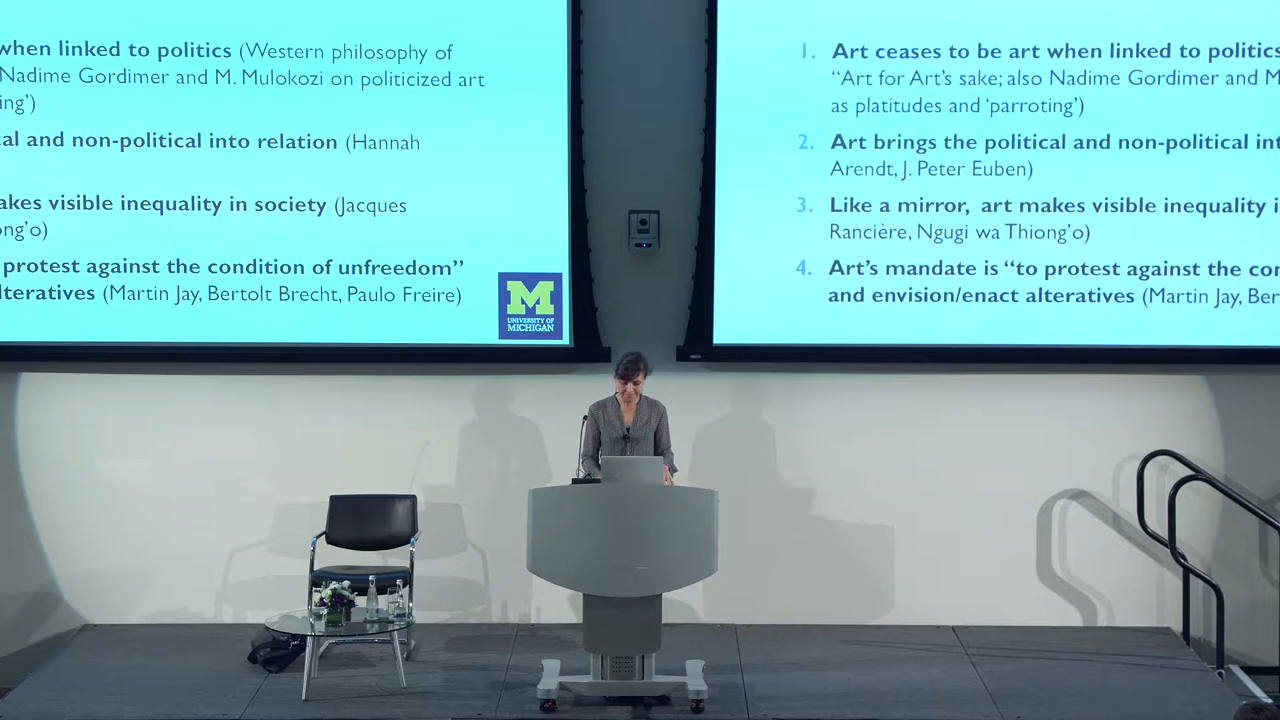 when linked to politics (Western philosophy of
Nadime Gordimer and M. Mulokozi on politicized art
ing')
cal and non-political into relation (Hannah
akes visible inequality in society (Jacques
ong'o)
protest against the condition of unfreedom"
lteratives (Martin Jay, Bertolt Brecht, Paulo Freire)
M
UNIVERSITY OF
MICHIGAN
1. Art ceases to be art when linked to politics
"Art for Art's sake; also Nadime Gordimer and M
as platitudes and 'parroting')
2. Art brings the political and non-political int
Arendt, J. Peter Euben)
3. Like a mirror, art makes visible inequality i
Rancière, Ngugi wa Thiong'o)
4. Art's mandate is "to protest against the con
and envision/enact alteratives (Martin Jay, Ber